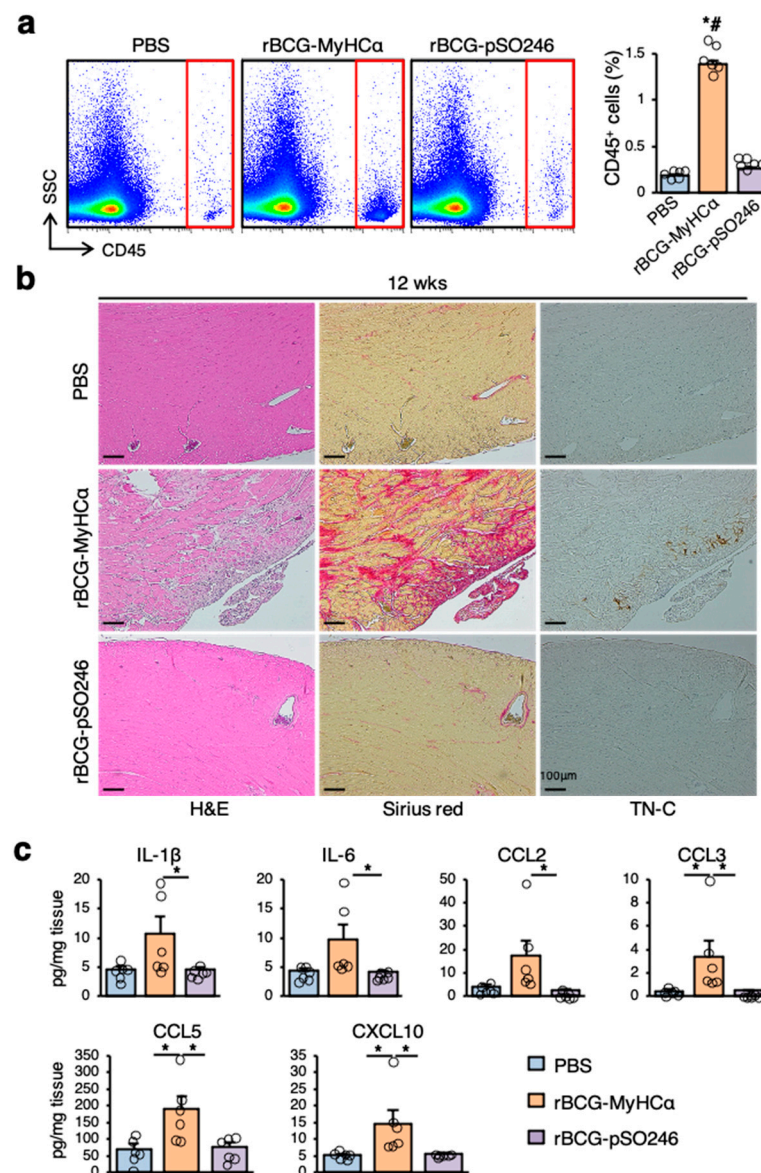 a
PBS rBCG-MyHCα rBCG-pSO246
SSC
CD45
CD45⁺ cells (%)
1.5
1
0.5
0
*#
PBS
rBCG-MyHCα
rBCG-pSO246
b
12 wks
PBS
rBCG-MyHCα
rBCG-pSO246
100μm
H&E Sirius red TN-C
c
IL-1β IL-6 CCL2 CCL3
pg/mg tissue
20
15
10
5
0
*
20
15
10
5
0
*
50
40
30
20
10
0
*
10
8
6
4
2
0
* *
CCL5 CXCL10
pg/mg tissue
350
300
250
200
150
100
50
0
* *
40
30
20
10
0
* *
PBS
rBCG-MyHCα
rBCG-pSO246